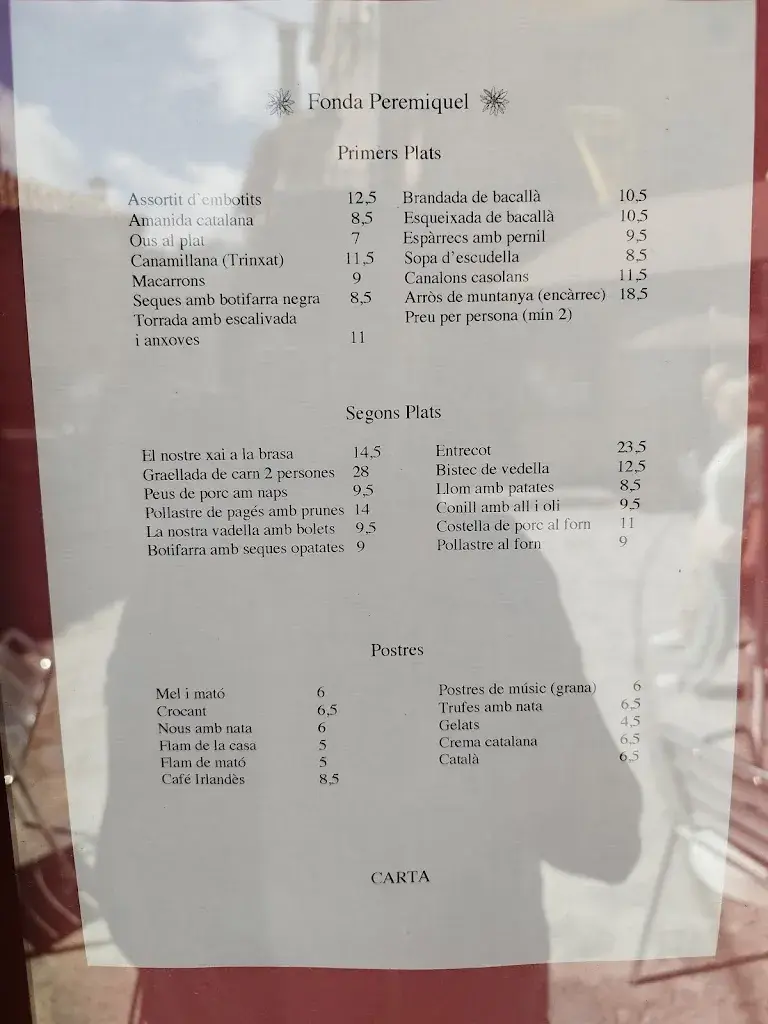 Fonda Peremiquel
Primers Plats
Assortit d'embotits 12,5
Amanida catalana 8,5
Ous al plat 7
Canamillana (Trinxat) 11,5
Macarrons 9
Seques amb botifarra negra 8,5
Torrada amb escalivada
i anxoves 11
Brandada de bacallà 10,5
Esqueixada de bacallà 10,5
Espàrrecs amb pernil 9,5
Sopa d'escudella 8,5
Canalons casolans 11,5
Arròs de muntanya (encàrrec) 18,5
Preu per persona (min 2)
Segons Plats
El nostre xai a la brasa 14,5
Graellada de carn 2 persones 28
Peus de porc am naps 9,5
Pollastre de pagés amb prunes 14
La nostra vadella amb bolets 9,5
Botifarra amb seques opatates 9
Entrecot 23,5
Bistec de vedella 12,5
Llom amb patates 8,5
Conill amb all i oli 9,5
Costella de porc al forn 11
Pollastre al forn 9
Postres
Mel i mató 6
Crocant 6,5
Nous amb nata 6
Flam de la casa 5
Flam de mató 5
Café Irlandès 8,5
Postres de músic (grana) 6
Trufes amb nata 6,5
Gelats 4,5
Crema catalana 6,5
Català 6,5
CARTA